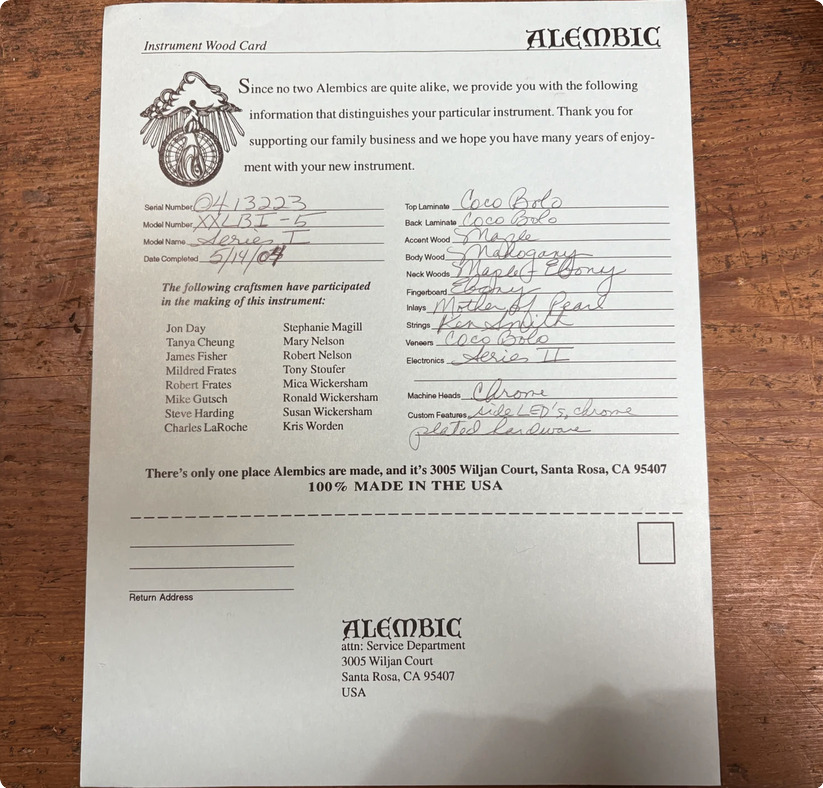 Instrument Wood Card
ALEMBIC
Since no two Alembics are quite alike, we provide you with the following
information that distinguishes your particular instrument. Thank you for
supporting our family business and we hope you have many years of enjoy-
ment with your new instrument.
Serial Number 0413223
Model Number XXLBI-5
Model Name Series I
Date Completed 5/14/04
The following craftsmen have participated
in the making of this instrument:
Jon Day
Tanya Cheung
James Fisher
Mildred Frates
Robert Frates
Mike Gutsch
Steve Harding
Charles LaRoche
Stephanie Magill
Mary Nelson
Robert Nelson
Tony Stoufer
Mica Wickersham
Ronald Wickersham
Susan Wickersham
Kris Worden
Top Laminate Coco Bolo
Back Laminate Coco Bolo
Accent Wood Maple
Body Wood Mahogany
Neck Woods Maple & Ebony
Fingerboard Ebony
Inlays Mother of Pearl
Strings Ken Smith
Veneers Coco Bolo
Electronics Series II
Machine Heads Chrome
Custom Features side LED's, chrome
plated hardware
There's only one place Alembics are made, and it's 3005 Wiljan Court, Santa Rosa, CA 95407
100% MADE IN THE USA
Return Address
ALEMBIC
attn: Service Department
3005 Wiljan Court
Santa Rosa, CA 95407
USA